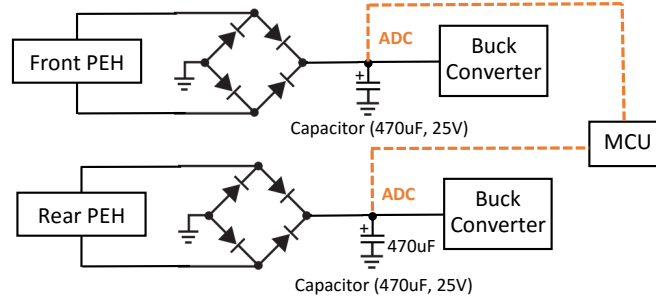 Front PEH
ADC
Buck
Converter
+
Capacitor (470uF, 25V)
MCU
Rear PEH
ADC
Buck
Converter
+
470uF
Capacitor (470uF, 25V)